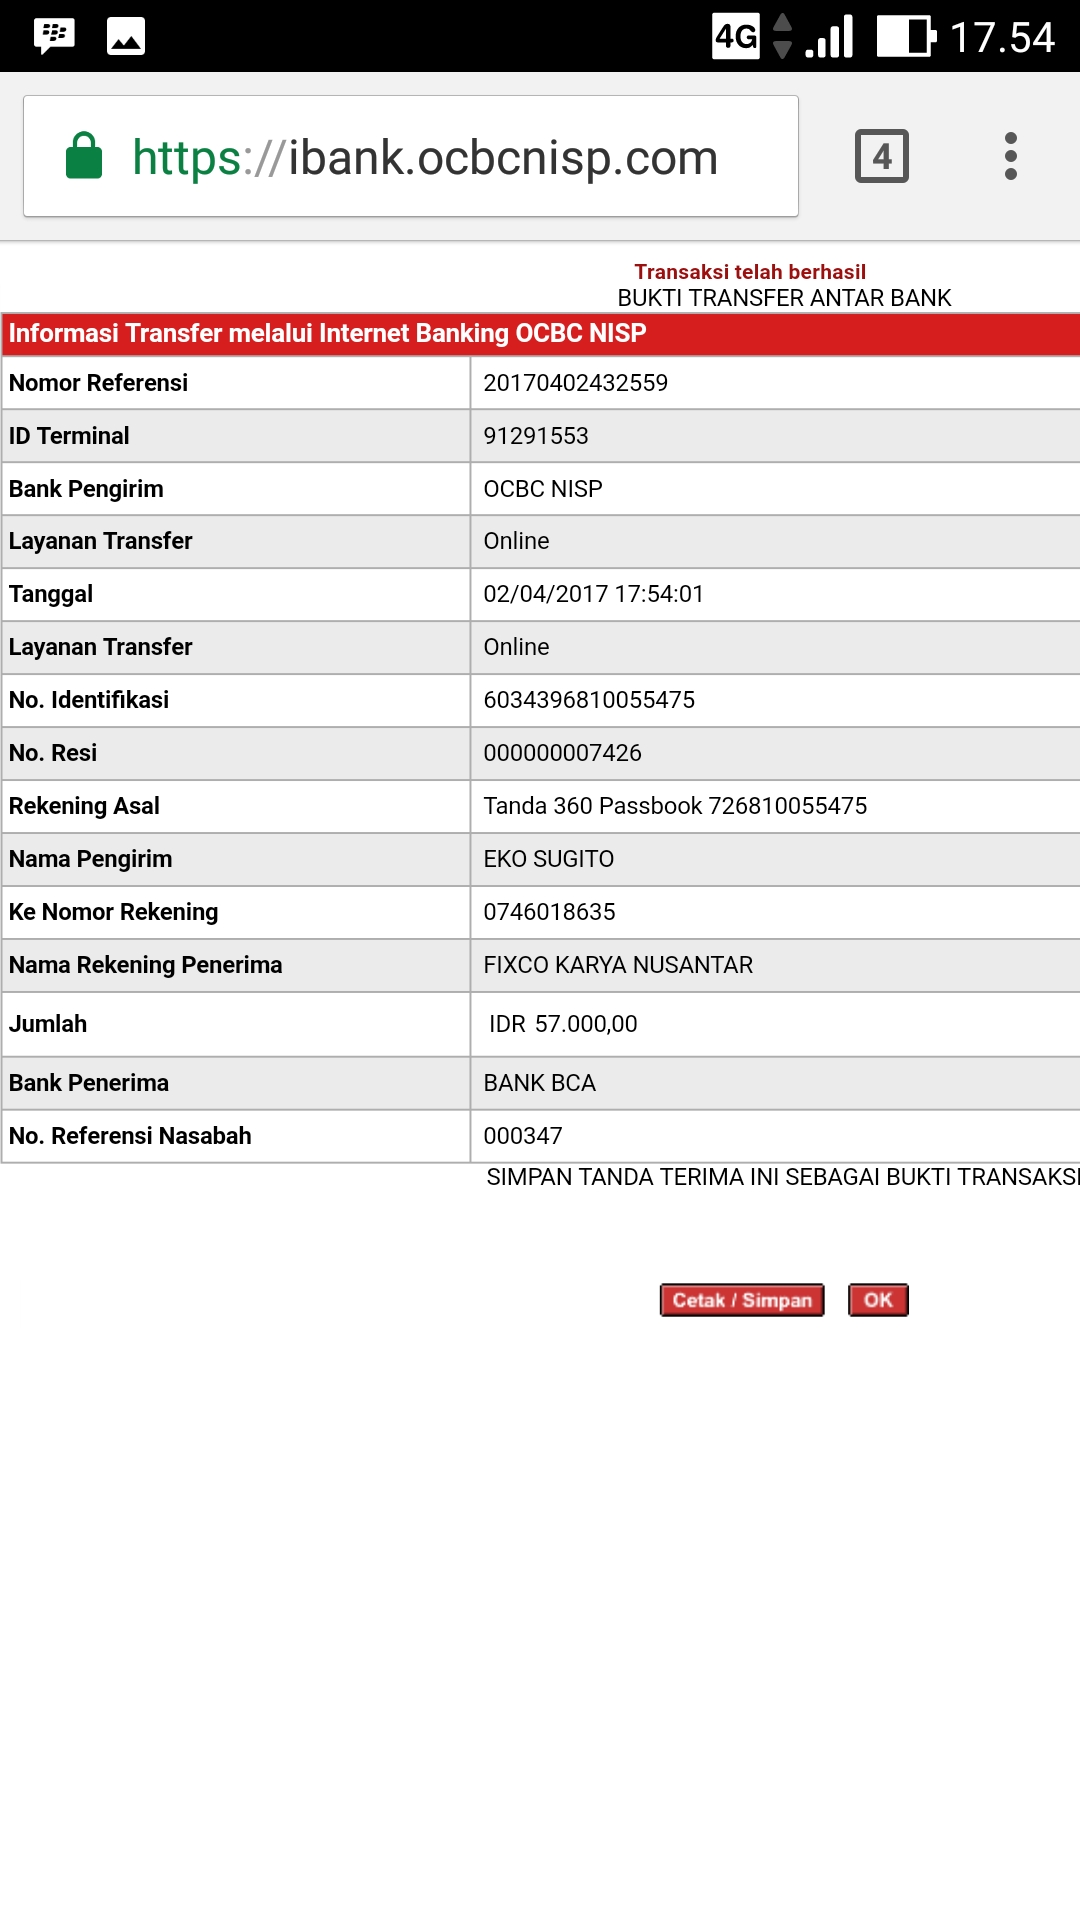 4G 17.54
https://ibank.ocbcnisp.com 4
Transaksi telah berhasil
BUKTI TRANSFER ANTAR BANK
Informasi Transfer melalui Internet Banking OCBC NISP
Nomor Referensi 20170402432559
ID Terminal 91291553
Bank Pengirim OCBC NISP
Layanan Transfer Online
Tanggal 02/04/2017 17:54:01
Layanan Transfer Online
No. Identifikasi 6034396810055475
No. Resi 000000007426
Rekening Asal Tanda 360 Passbook 726810055475
Nama Pengirim EKO SUGITO
Ke Nomor Rekening 0746018635
Nama Rekening Penerima FIXCO KARYA NUSANTAR
Jumlah IDR 57.000,00
Bank Penerima BANK BCA
No. Referensi Nasabah 000347
SIMPAN TANDA TERIMA INI SEBAGAI BUKTI TRANSAKSI
Cetak / Simpan OK